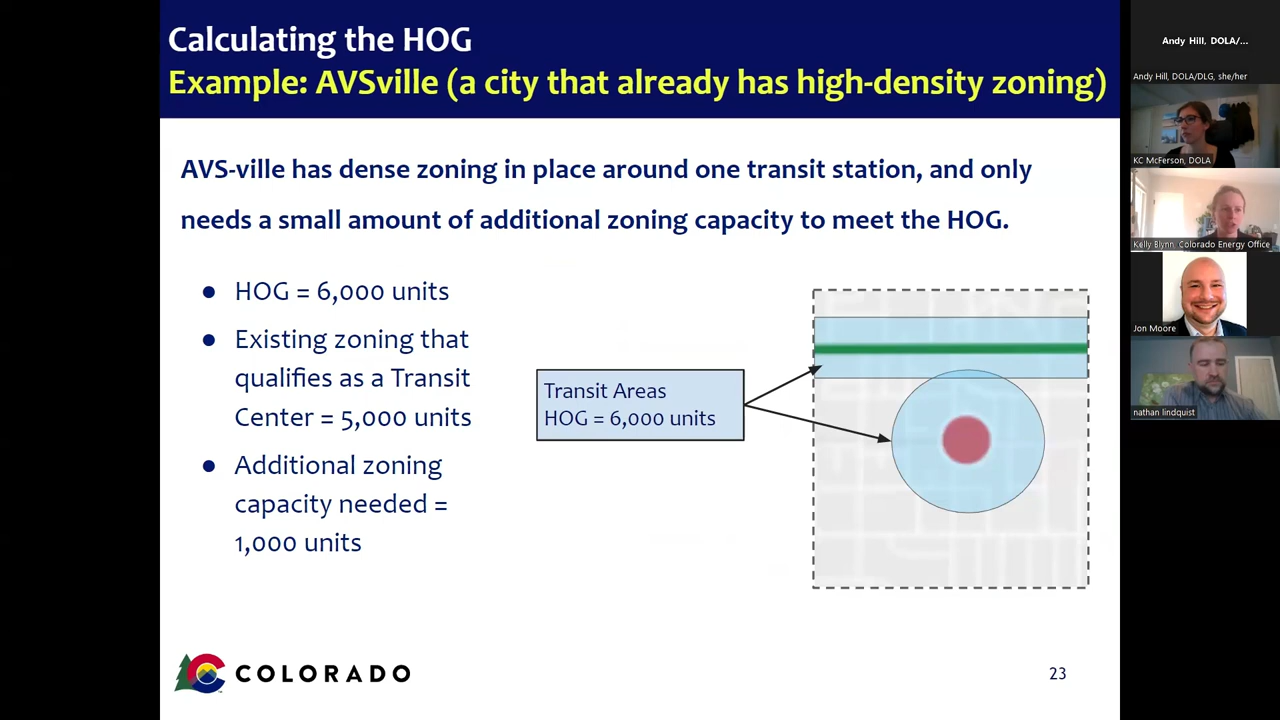 Calculating the HOG
Example: AVSville (a city that already has high-density zoning)
AVS-ville has dense zoning in place around one transit station, and only
needs a small amount of additional zoning capacity to meet the HOG.
● HOG = 6,000 units
● Existing zoning that
qualifies as a Transit
Center = 5,000 units
● Additional zoning
capacity needed =
1,000 units
Transit Areas
HOG = 6,000 units
COLORADO
23
Andy Hill, DOLA/...
Andy Hill, DOLA/DLG, she/her
KC McFerson, DOLA
Kelly Blynn, Colorado Energy Office
Jon Moore
nathan lindquist